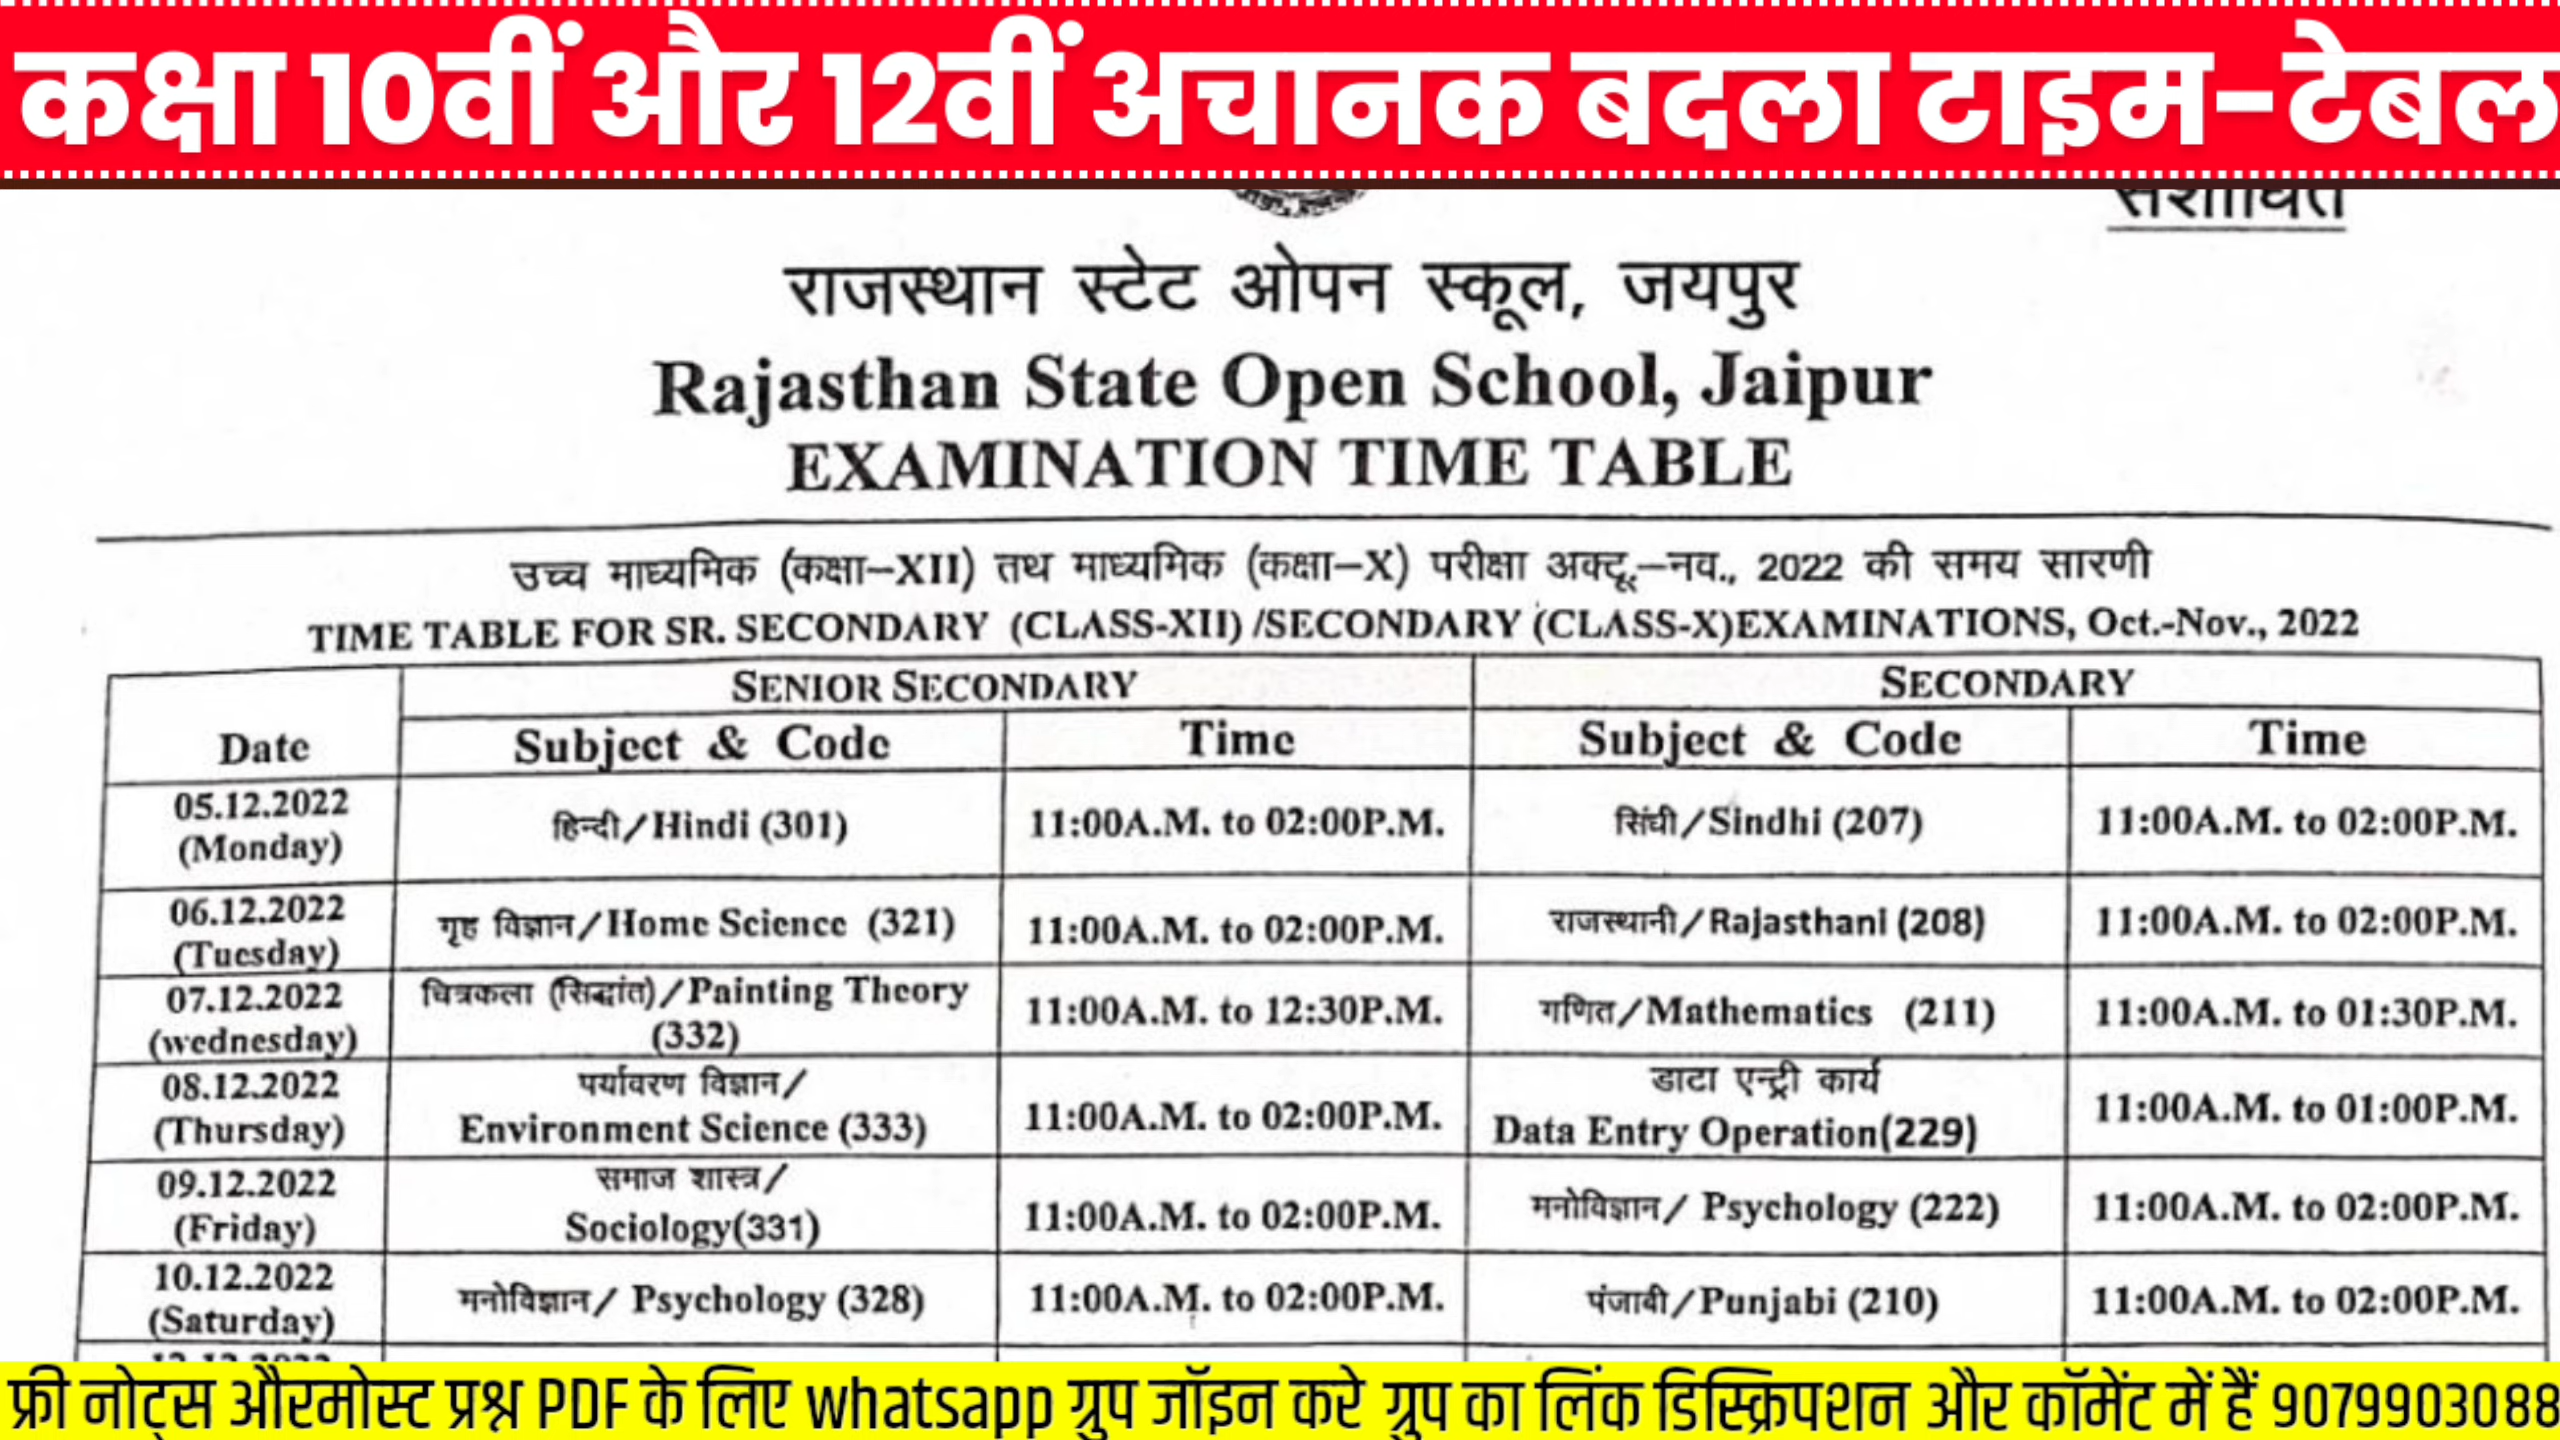 कक्षा 10वीं और 12वीं अचानक बदला टाइम-टेबल
संशोधित
राजस्थान स्टेट ओपन स्कूल, जयपुर
Rajasthan State Open School, Jaipur
EXAMINATION TIME TABLE
उच्च माध्यमिक (कक्षा–XII) तथ माध्यमिक (कक्षा–X) परीक्षा अक्टू.–नव., 2022 की समय सारणी
TIME TABLE FOR SR. SECONDARY (CLASS-XII) /SECONDARY (CLASS-X)EXAMINATIONS, Oct.-Nov., 2022
SENIOR SECONDARY SECONDARY
Date Subject & Code Time Subject & Code Time
05.12.2022 (Monday) हिन्दी/Hindi (301) 11:00A.M. to 02:00P.M. सिंधी/Sindhi (207) 11:00A.M. to 02:00P.M.
06.12.2022 (Tuesday) गृह विज्ञान/Home Science (321) 11:00A.M. to 02:00P.M. राजस्थानी/Rajasthani (208) 11:00A.M. to 02:00P.M.
07.12.2022 (wednesday) चित्रकला (सिद्धांत)/Painting Theory (332) 11:00A.M. to 12:30P.M. गणित/Mathematics (211) 11:00A.M. to 01:30P.M.
08.12.2022 (Thursday) पर्यावरण विज्ञान/ Environment Science (333) 11:00A.M. to 02:00P.M. डाटा एन्ट्री कार्य Data Entry Operation(229) 11:00A.M. to 01:00P.M.
09.12.2022 (Friday) समाज शास्त्र/ Sociology(331) 11:00A.M. to 02:00P.M. मनोविज्ञान/ Psychology (222) 11:00A.M. to 02:00P.M.
10.12.2022 (Saturday) मनोविज्ञान/ Psychology (328) 11:00A.M. to 02:00P.M. पंजाबी/Punjabi (210) 11:00A.M. to 02:00P.M.
फ्री नोट्स औरमोस्ट प्रश्न PDF के लिए whatsapp ग्रुप जॉइन करे ग्रुप का लिंक डिस्क्रिपशन और कॉमेंट में हैं 9079903088